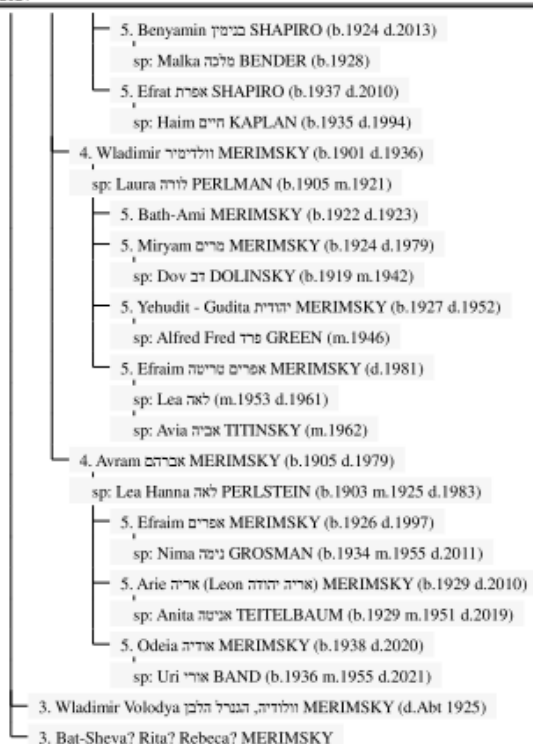 5. Benyamin בנימין SHAPIRO (b.1924 d.2013)
sp: Malka מלכה BENDER (b.1928)
5. Efrat אפרת SHAPIRO (b.1937 d.2010)
sp: Haim חיים KAPLAN (b.1935 d.1994)
4. Wladimir וולדימיר MERIMSKY (b.1901 d.1936)
sp: Laura לורה PERLMAN (b.1905 m.1921)
5. Bath-Ami MERIMSKY (b.1922 d.1923)
5. Miryam מרים MERIMSKY (b.1924 d.1979)
sp: Dov דב DOLINSKY (b.1919 m.1942)
5. Yehudit - Gudita יהודית MERIMSKY (b.1927 d.1952)
sp: Alfred Fred פרד GREEN (m.1946)
5. Efraim אפרים טריטה MERIMSKY (d.1981)
sp: Lea לאה (m.1953 d.1961)
sp: Avia אביה TITINSKY (m.1962)
4. Avram אברהם MERIMSKY (b.1905 d.1979)
sp: Lea Hanna לאה PERLSTEIN (b.1903 m.1925 d.1983)
5. Efraim אפרים MERIMSKY (b.1926 d.1997)
sp: Nima נימה GROSMAN (b.1934 m.1955 d.2011)
5. Arie אריה (Leon אריה יהודה) MERIMSKY (b.1929 d.2010)
sp: Anita אניטה TEITELBAUM (b.1929 m.1951 d.2019)
5. Odeia אודיה MERIMSKY (b.1938 d.2020)
sp: Uri אורי BAND (b.1936 m.1955 d.2021)
3. Wladimir Volodya וולודיה, הגנרל הלבן MERIMSKY (d.Abt 1925)
3. Bat-Sheva? Rita? Rebeca? MERIMSKY